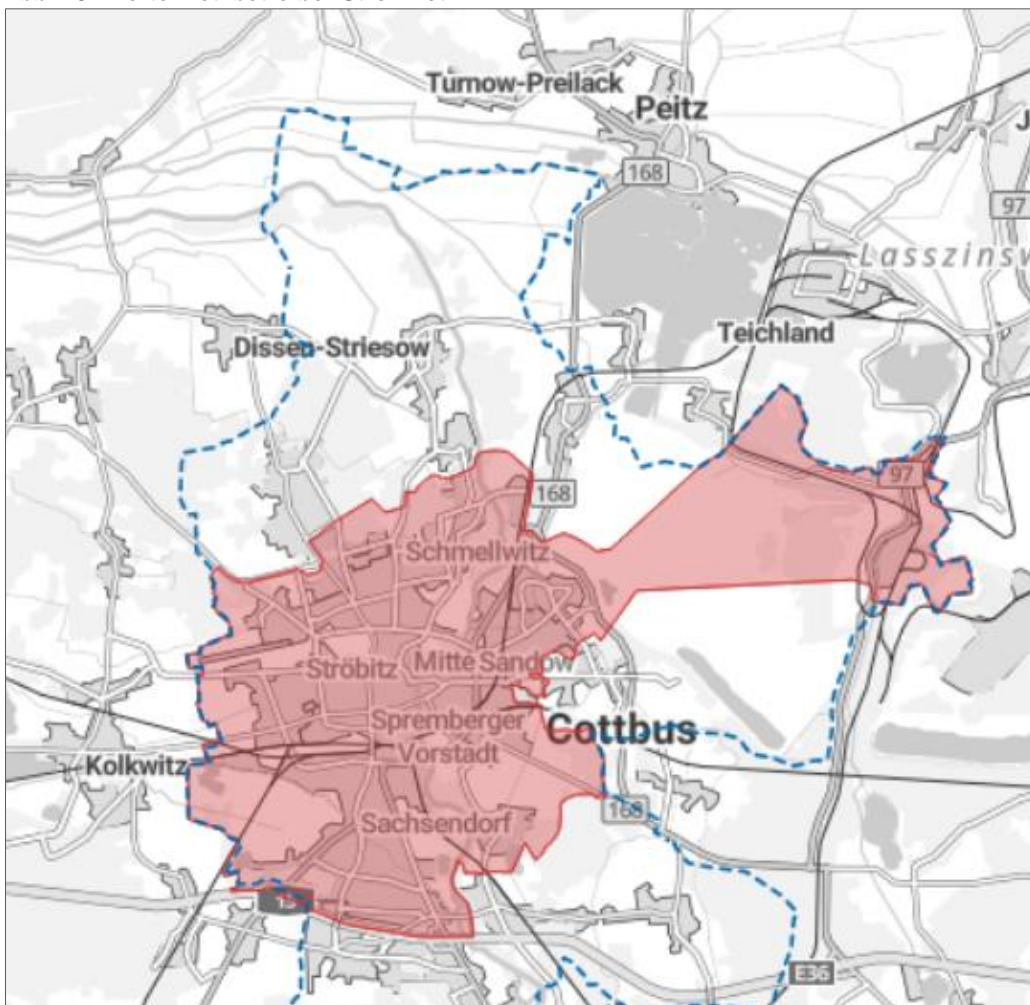 Turnow-Preilack
Peitz
168
97
Lasszinsw
Teichland
Dissen-Striesow
97
168
Schmellwitz
Ströbitz
Mitte
Sandow
Spremberger
Vorstadt
Cottbus
Kolkwitz
168
Sachsendorf
E36